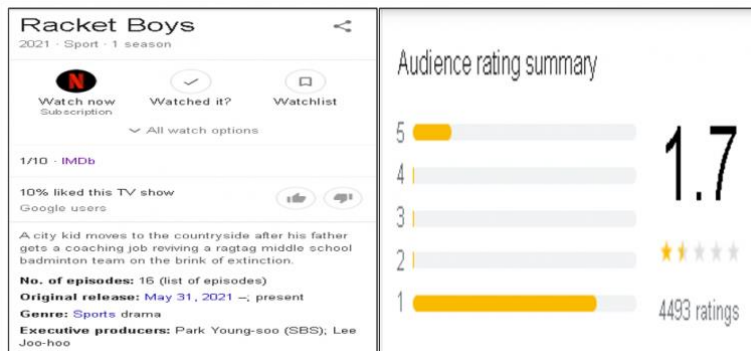 Racket Boys
2021 · Sport · 1 season
N
Watch now
Subscription
Watched it?
Watchlist
All watch options
1/10 · IMDb
10% liked this TV show
Google users
A city kid moves to the countryside after his father
gets a coaching job reviving a ragtag middle school
badminton team on the brink of extinction.
No. of episodes: 16 (list of episodes)
Original release: May 31, 2021 –; present
Genre: Sports drama
Executive producers: Park Young-soo (SBS); Lee
Joo-hoo
Audience rating summary
5
4
3
2
1
1.7
4493 ratings